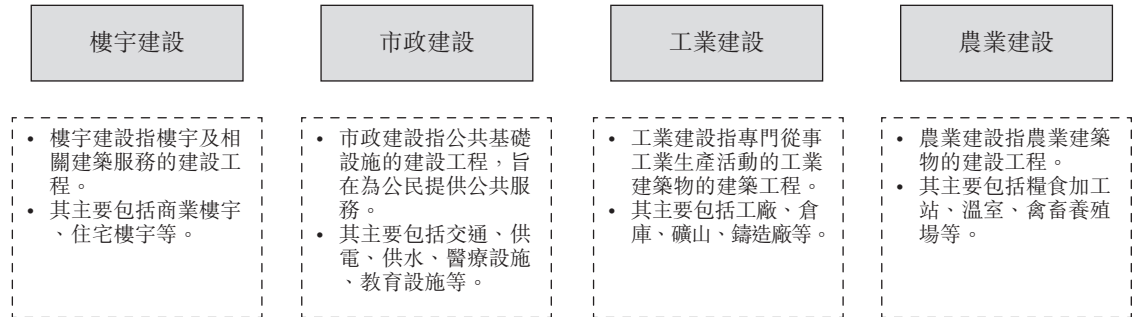 樓宇建設
市政建設
工業建設
農業建設
• 樓宇建設指樓宇及相
關建築服務的建設工
程。
• 其主要包括商業樓宇
、住宅樓宇等。
• 市政建設指公共基礎
設施的建設工程，旨
在為公民提供公共服
務。
• 其主要包括交通、供
電、供水、醫療設施
、教育設施等。
• 工業建設指專門從事
工業生產活動的工業
建築物的建築工程。
• 其主要包括工廠、倉
庫、礦山、鑄造廠等。
• 農業建設指農業建築
物的建設工程。
• 其主要包括糧食加工
站、溫室、禽畜養殖
場等。